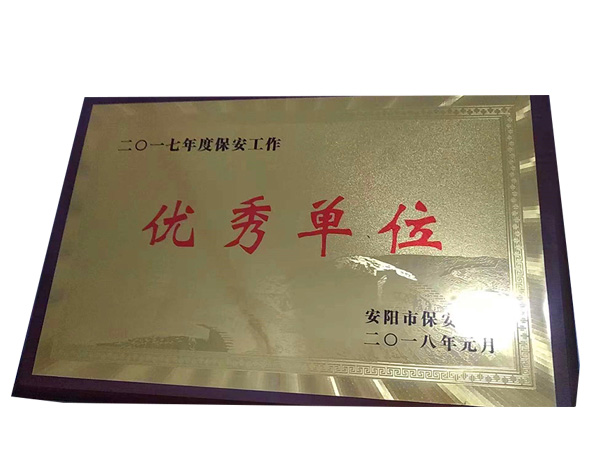 二〇一七年度保安工作
优秀单位
安阳市保安
二〇一八年元月